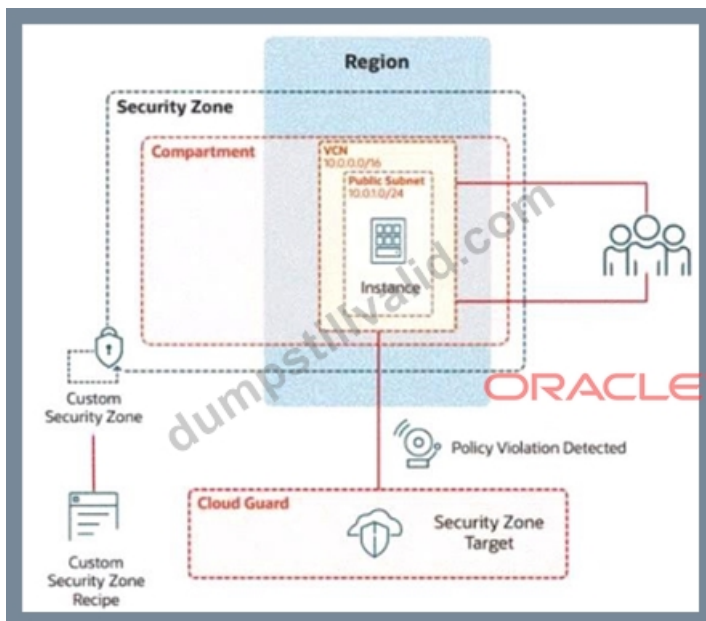 Region
Security Zone
Compartment
VCN
10.0.0.0/16
Public Subnet
10.0.1.0/24
Instance
dumpstillvalid.com
ORACLE
Custom
Security Zone
Policy Violation Detected
Cloud Guard
Security Zone
Target
Custom
Security Zone
Recipe